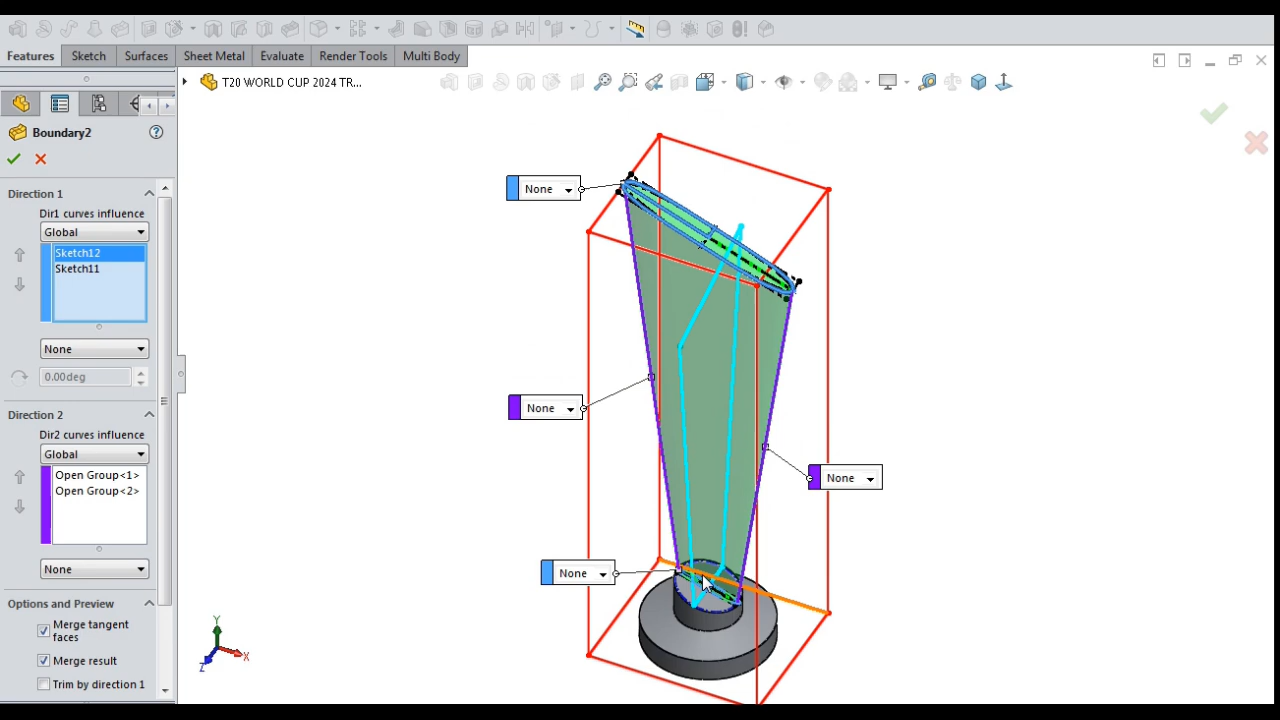 Features Sketch Surfaces Sheet Metal Evaluate Render Tools Multi Body
T20 WORLD CUP 2024 TR...
Boundary2
Direction 1
Dir1 curves influence
Global
Sketch12
Sketch11
None
0.00deg
Direction 2
Dir2 curves influence
Global
Open Group<1>
Open Group<2>
None
Options and Preview
Merge tangent
faces
Merge result
Trim by direction 1
None
None
None
None
Y
X
Z